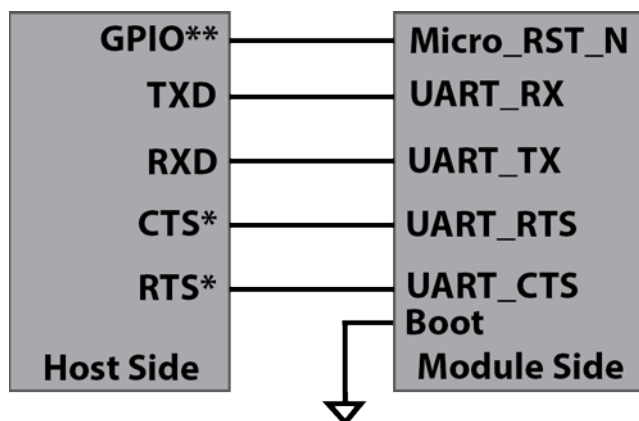 GPIO** Micro_RST_N
TXD UART_RX
RXD UART_TX
CTS* UART_RTS
RTS* UART_CTS
Boot
Host Side Module Side